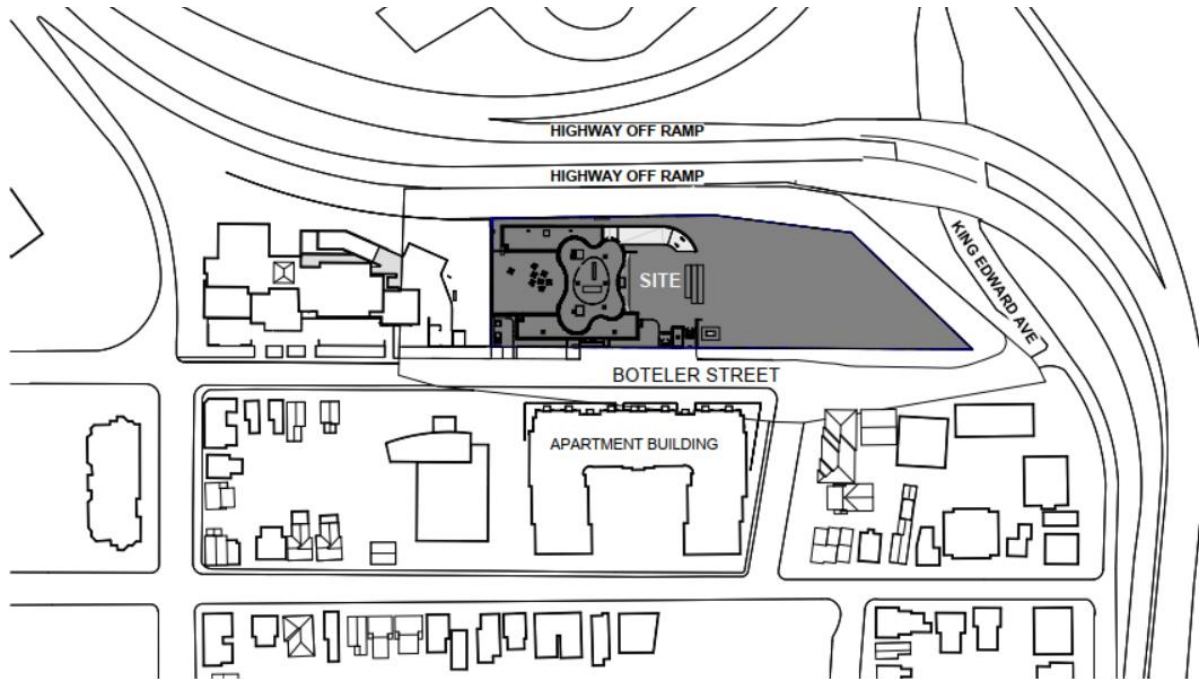 HIGHWAY OFF RAMP
HIGHWAY OFF RAMP
KING EDWARD AVE
SITE
BOTELER STREET
APARTMENT BUILDING